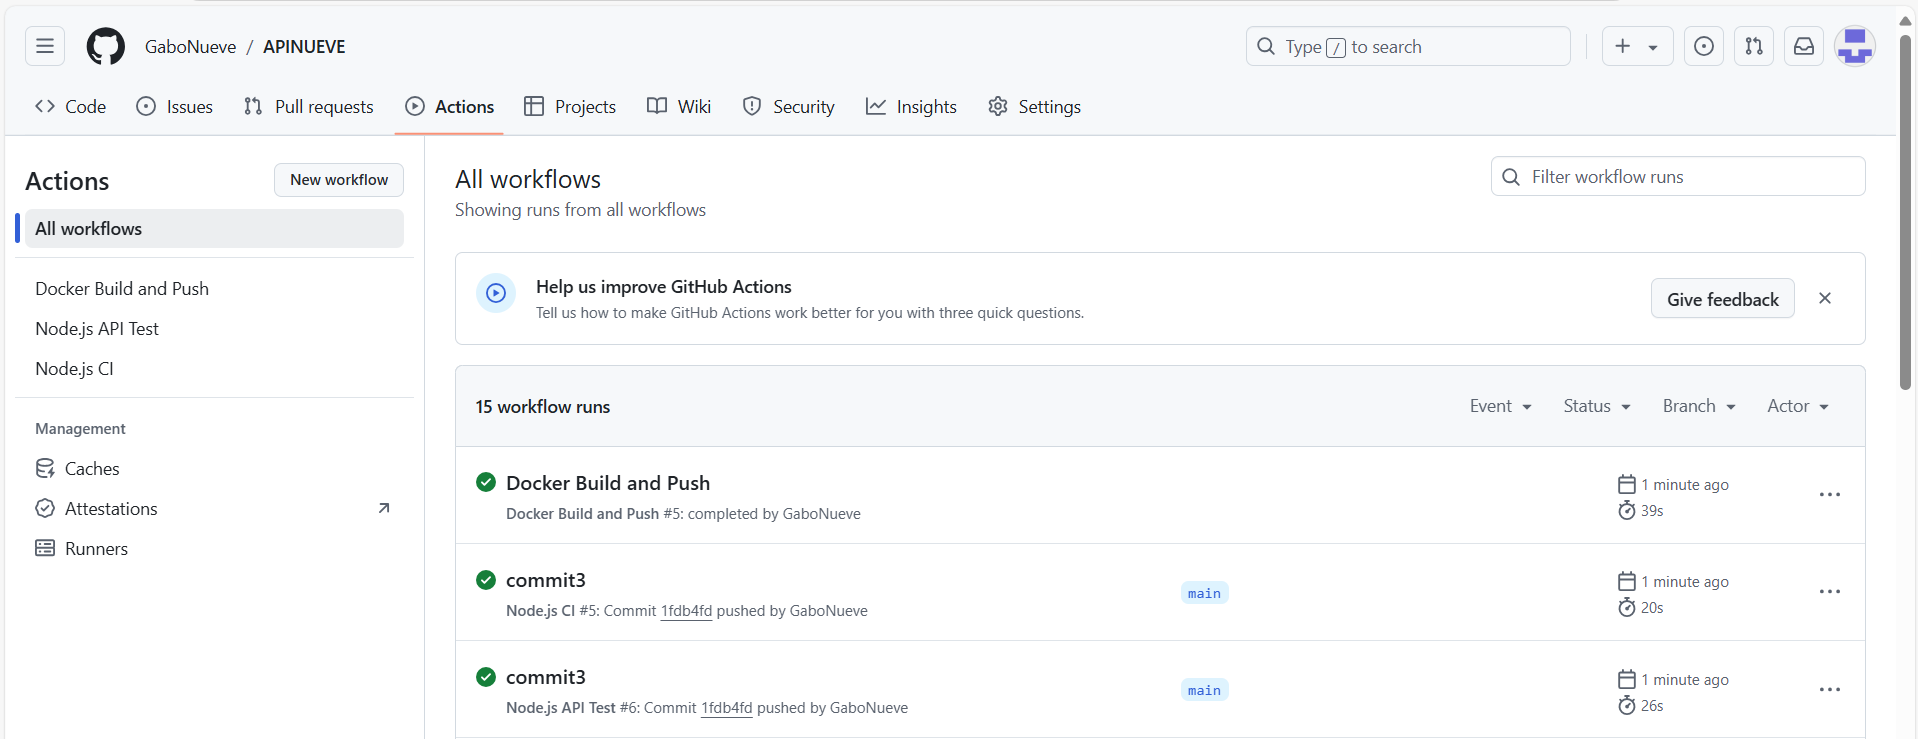 GaboNueve / APINUEVE
Type / to search
Code Issues Pull requests Actions Projects Wiki Security Insights Settings
Actions
New workflow
All workflows
Docker Build and Push
Node.js API Test
Node.js CI
Management
Caches
Attestations
Runners
All workflows
Showing runs from all workflows
Filter workflow runs
Help us improve GitHub Actions
Tell us how to make GitHub Actions work better for you with three quick questions.
Give feedback
15 workflow runs
Event Status Branch Actor
Docker Build and Push
Docker Build and Push #5: completed by GaboNueve
1 minute ago
39s
commit3
Node.js CI #5: Commit 1fdb4fd pushed by GaboNueve
main
1 minute ago
20s
commit3
Node.js API Test #6: Commit 1fdb4fd pushed by GaboNueve
main
1 minute ago
26s